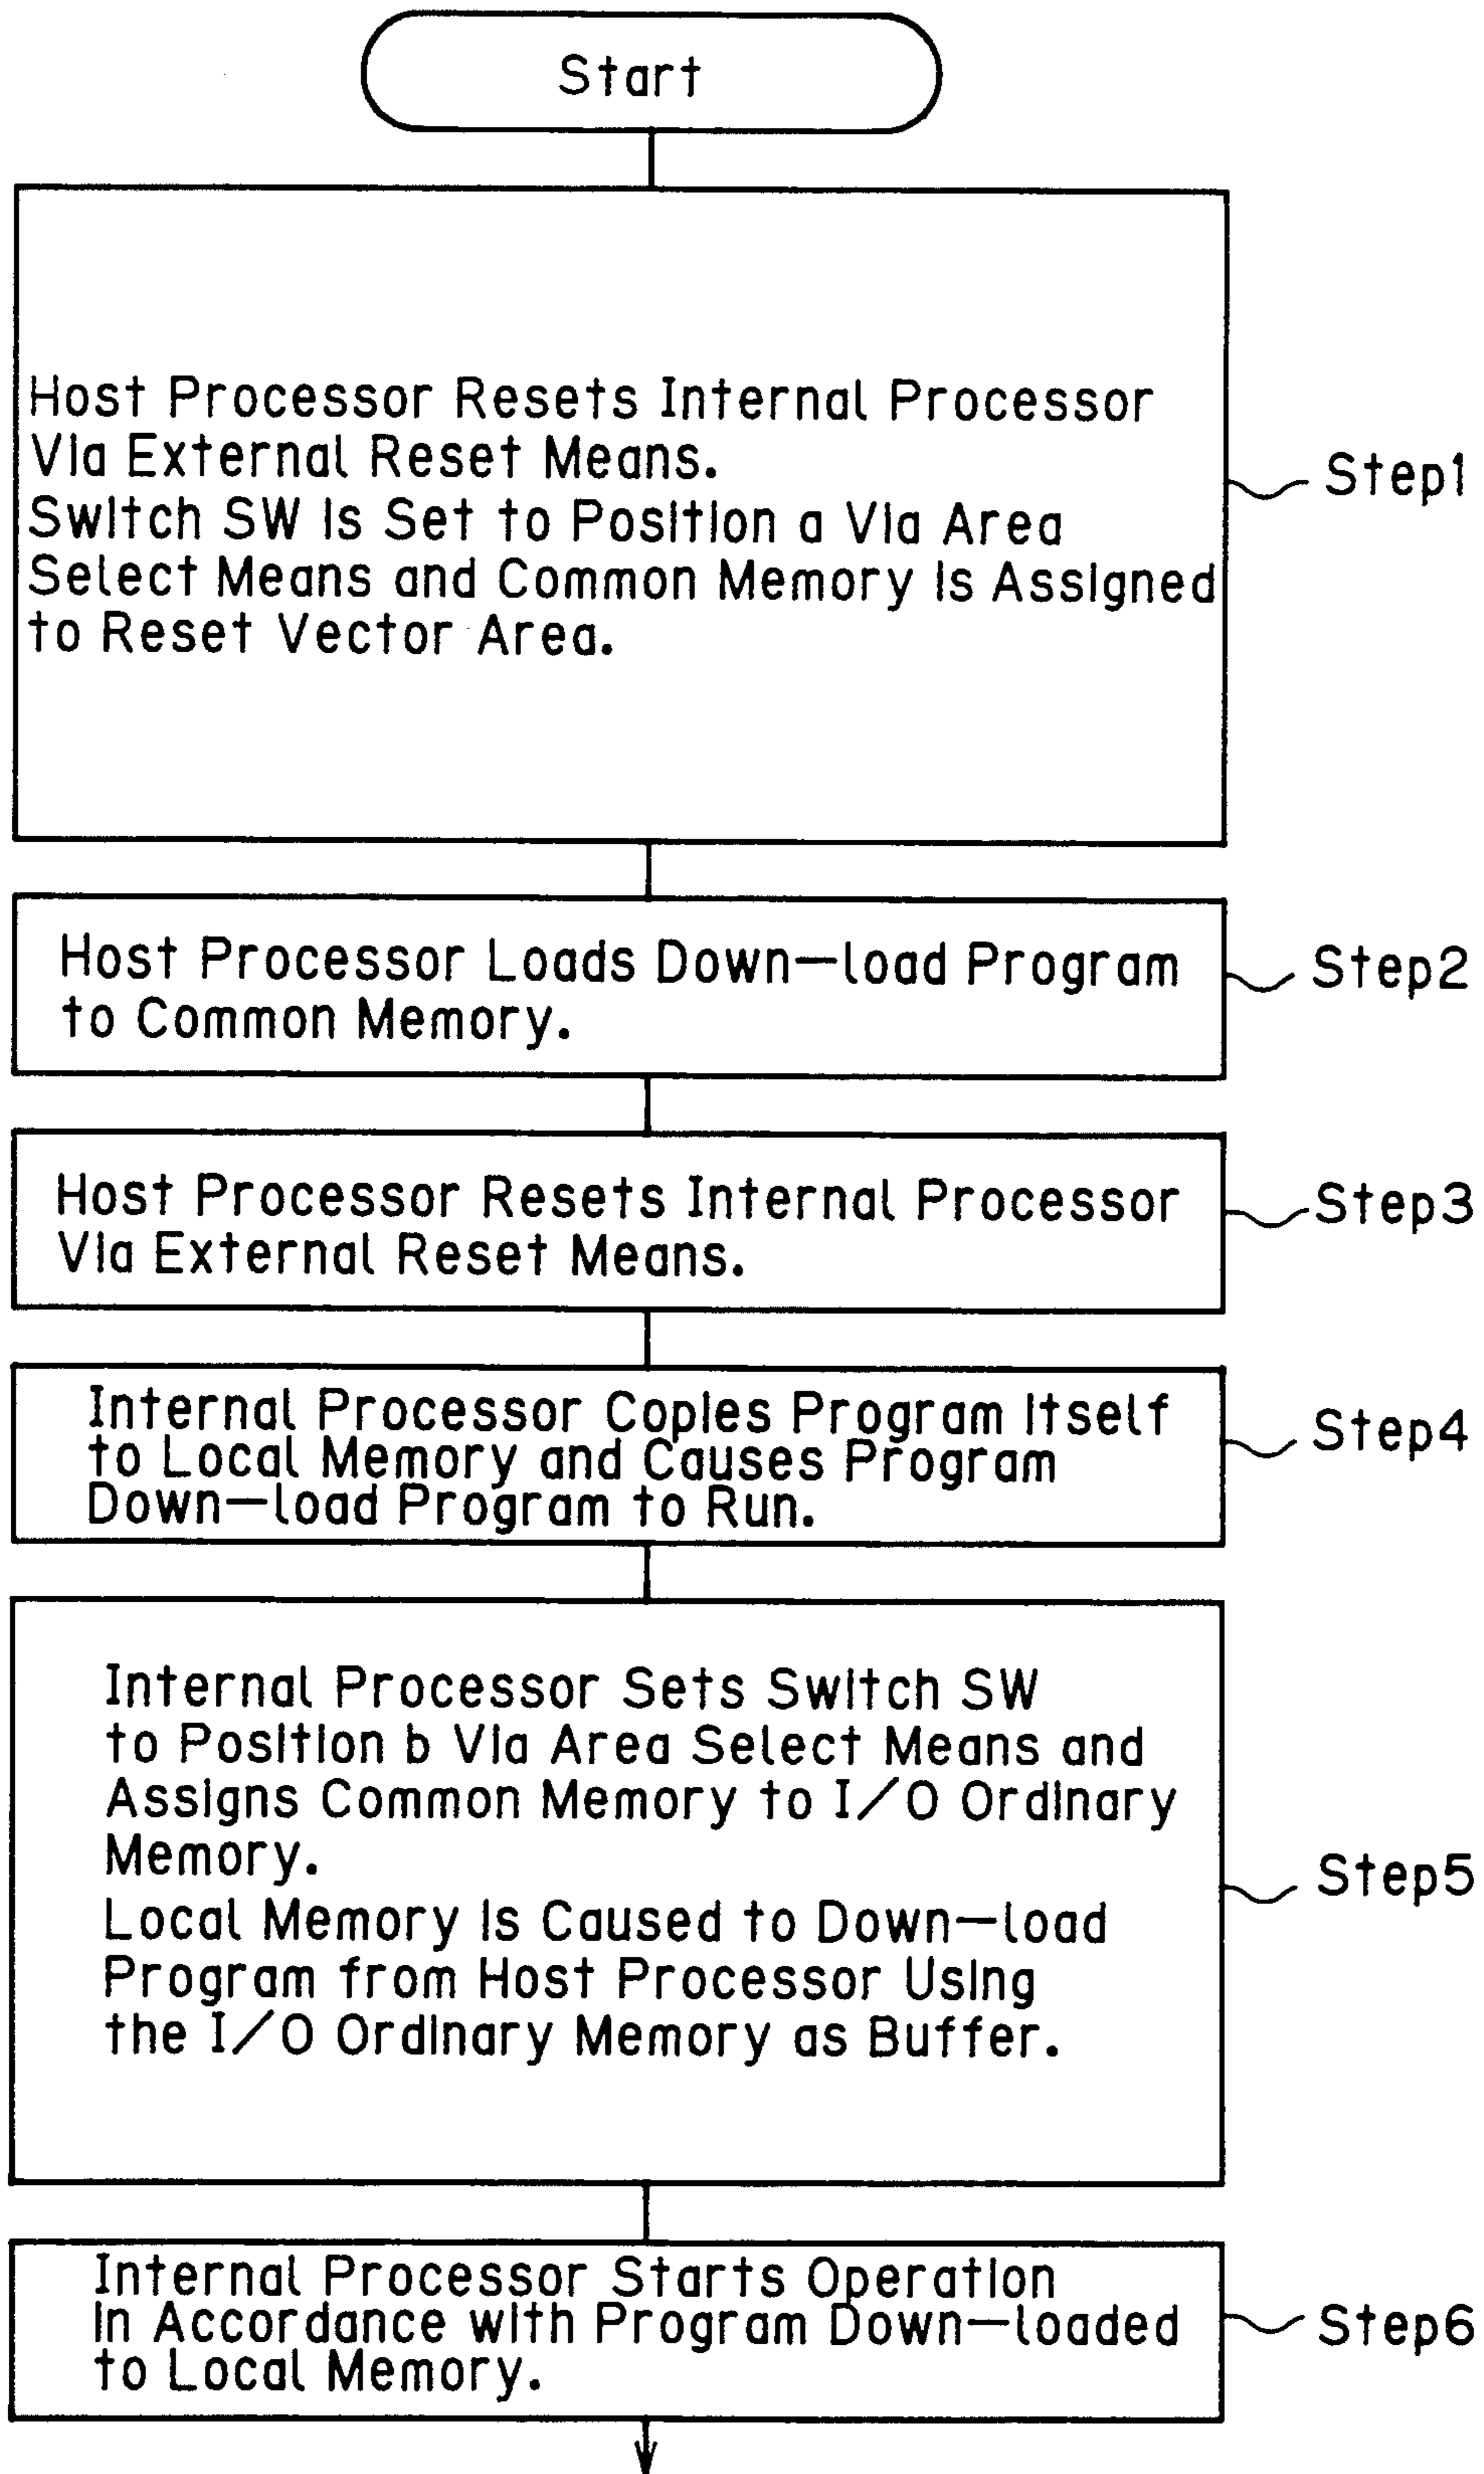 Start
Host Processor Resets Internal Processor
Via External Reset Means.
Switch SW is Set to Position a Via Area
Select Means and Common Memory is Assigned
to Reset Vector Area.
Step1
Host Processor Loads Down-load Program
to Common Memory.
Step2
Host Processor Resets Internal Processor
Via External Reset Means.
Step3
Internal Processor Copies Program Itself
to Local Memory and Causes Program
Down-load Program to Run.
Step4
Internal Processor Sets Switch SW
to Position b Via Area Select Means and
Assigns Common Memory to I/O Ordinary
Memory.
Local Memory is Caused to Down-load
Program from Host Processor Using
the I/O Ordinary Memory as Buffer.
Step5
Internal Processor Starts Operation
in Accordance with Program Down-loaded
to Local Memory.
Step6